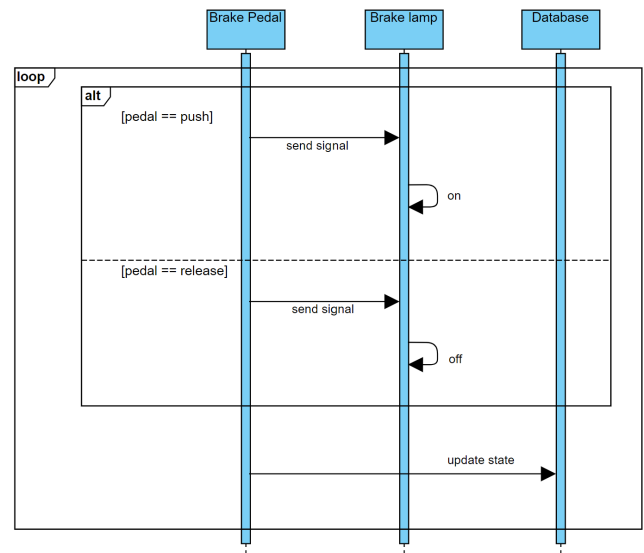 Brake Pedal
Brake lamp
Database
loop
alt
[pedal == push]
send signal
on
[pedal == release]
send signal
off
update state